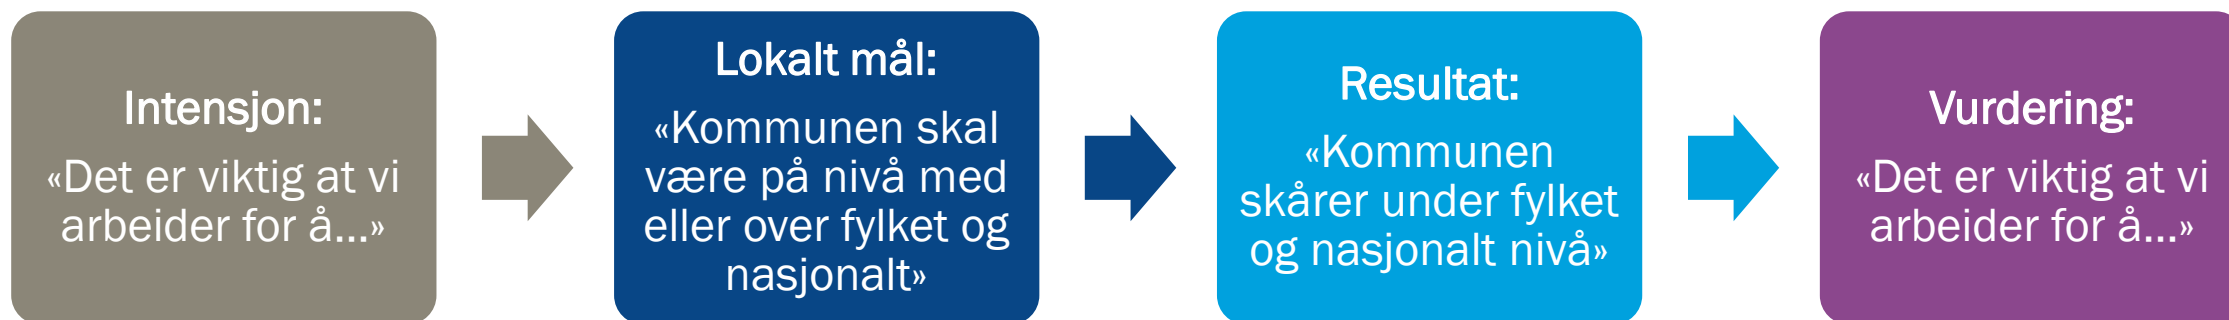 Intensjon:
«Det er viktig at vi
arbeider for å...»
Lokalt mål:
«Kommunen skal
være på nivå med
eller over fylket og
nasjonalt»
Resultat:
«Kommunen
skårer under fylket
og nasjonalt nivå»
Vurdering:
«Det er viktig at vi
arbeider for å...»